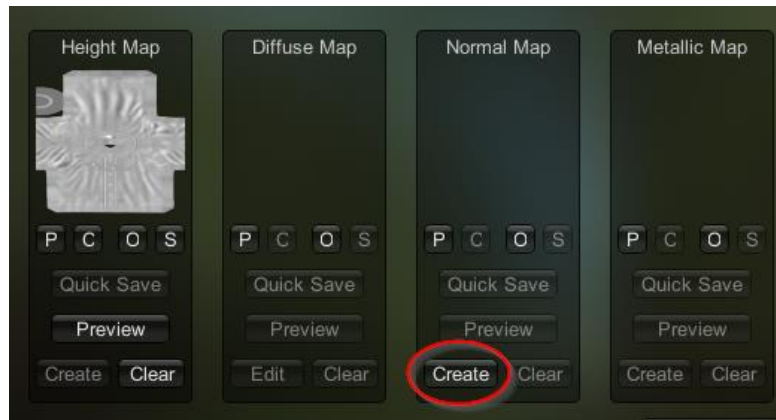 Height Map Diffuse Map Normal Map Metallic Map
P C O S P C O S P C O S P C O S
Quick Save Quick Save Quick Save Quick Save
Preview Preview Preview Preview
Create Clear Edit Clear Create Clear Create Clear